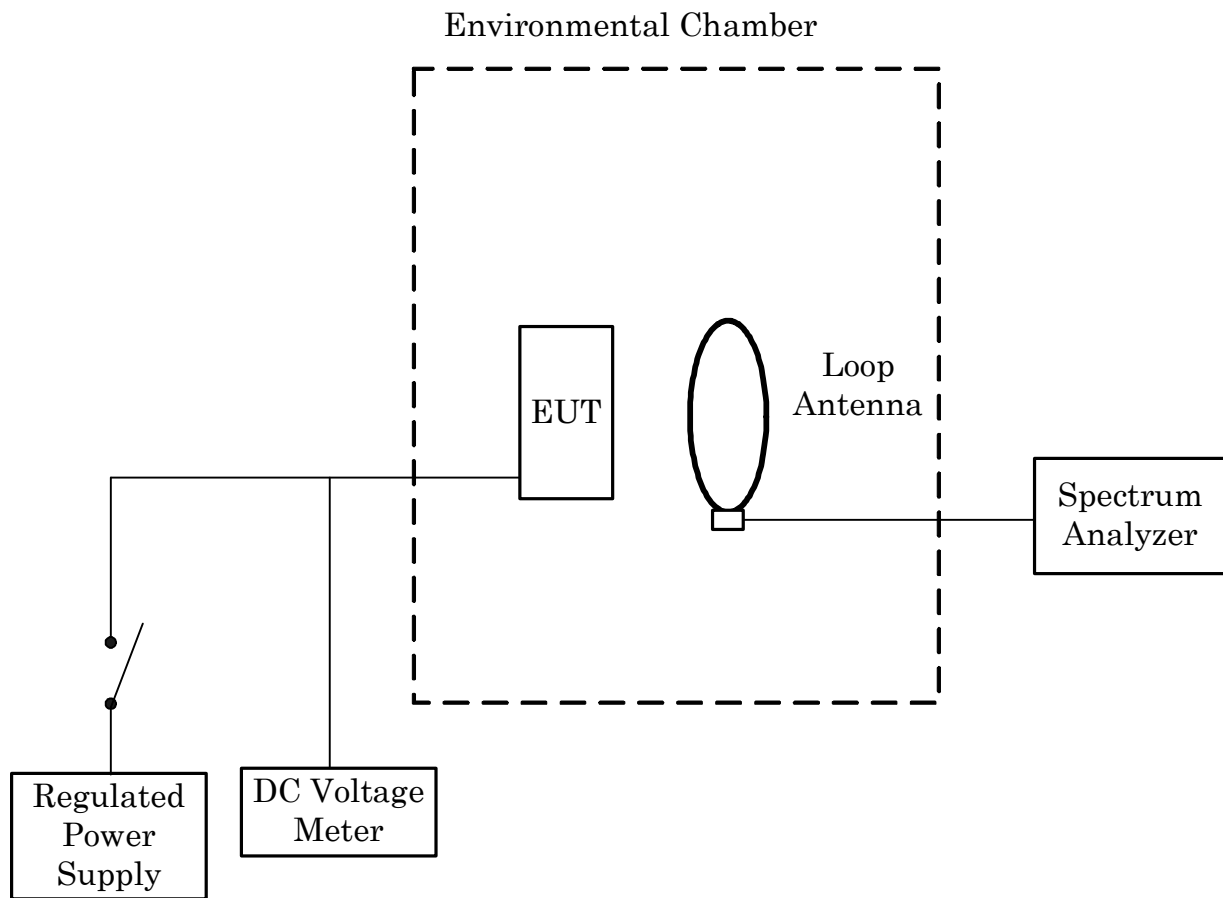 Environmental Chamber
EUT
Loop
Antenna
Spectrum
Analyzer
Regulated
Power
Supply
DC Voltage
Meter